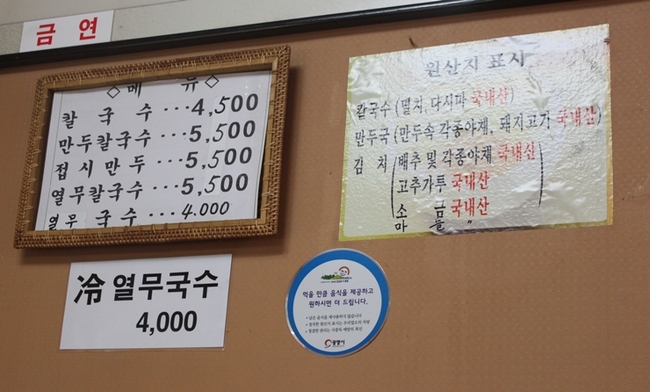 금연
◇메뉴◇
칼국수 ···4,500
만두칼국수···5,500
접시만두 ···5,500
열무칼국수···5,500
열무 국수 ···4.000
원산지 표시
칼국수 (멸치, 다시마 국내산)
만두국 (만두속 각종야채, 돼지고기 국내산)
김 치 (배추 및 각종야채 국내산
고추가루 국내산
소 금 국내산
마 늘 〃 )
冷 열무국수
4,000
먹을 만큼 음식을 제공하고
원하시면 더 드립니다.
광명시